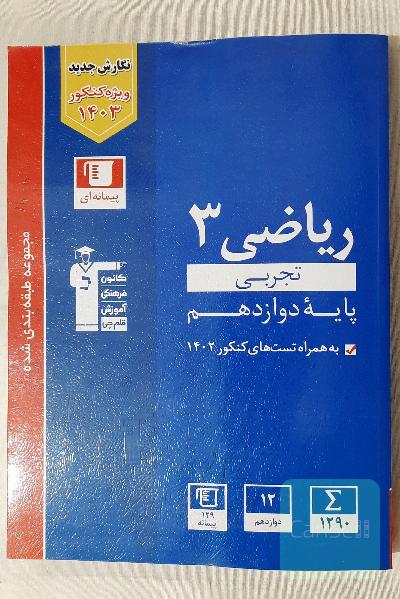 نگارش جدید
ویژه کنکور
۱۴۰۳
پیمانه‌ای
ریاضی ۳
تجربی
پایهٔ دوازدهم
به همراه تست‌های کنکور ۱۴۰۲
کانون
فرهنگی
آموزش
قلم‌چی
مجموعه طبقه‌بندی شده
Σ
۱۲۹۰
۱۲
دوازدهم
۱۲۹
پیمانه